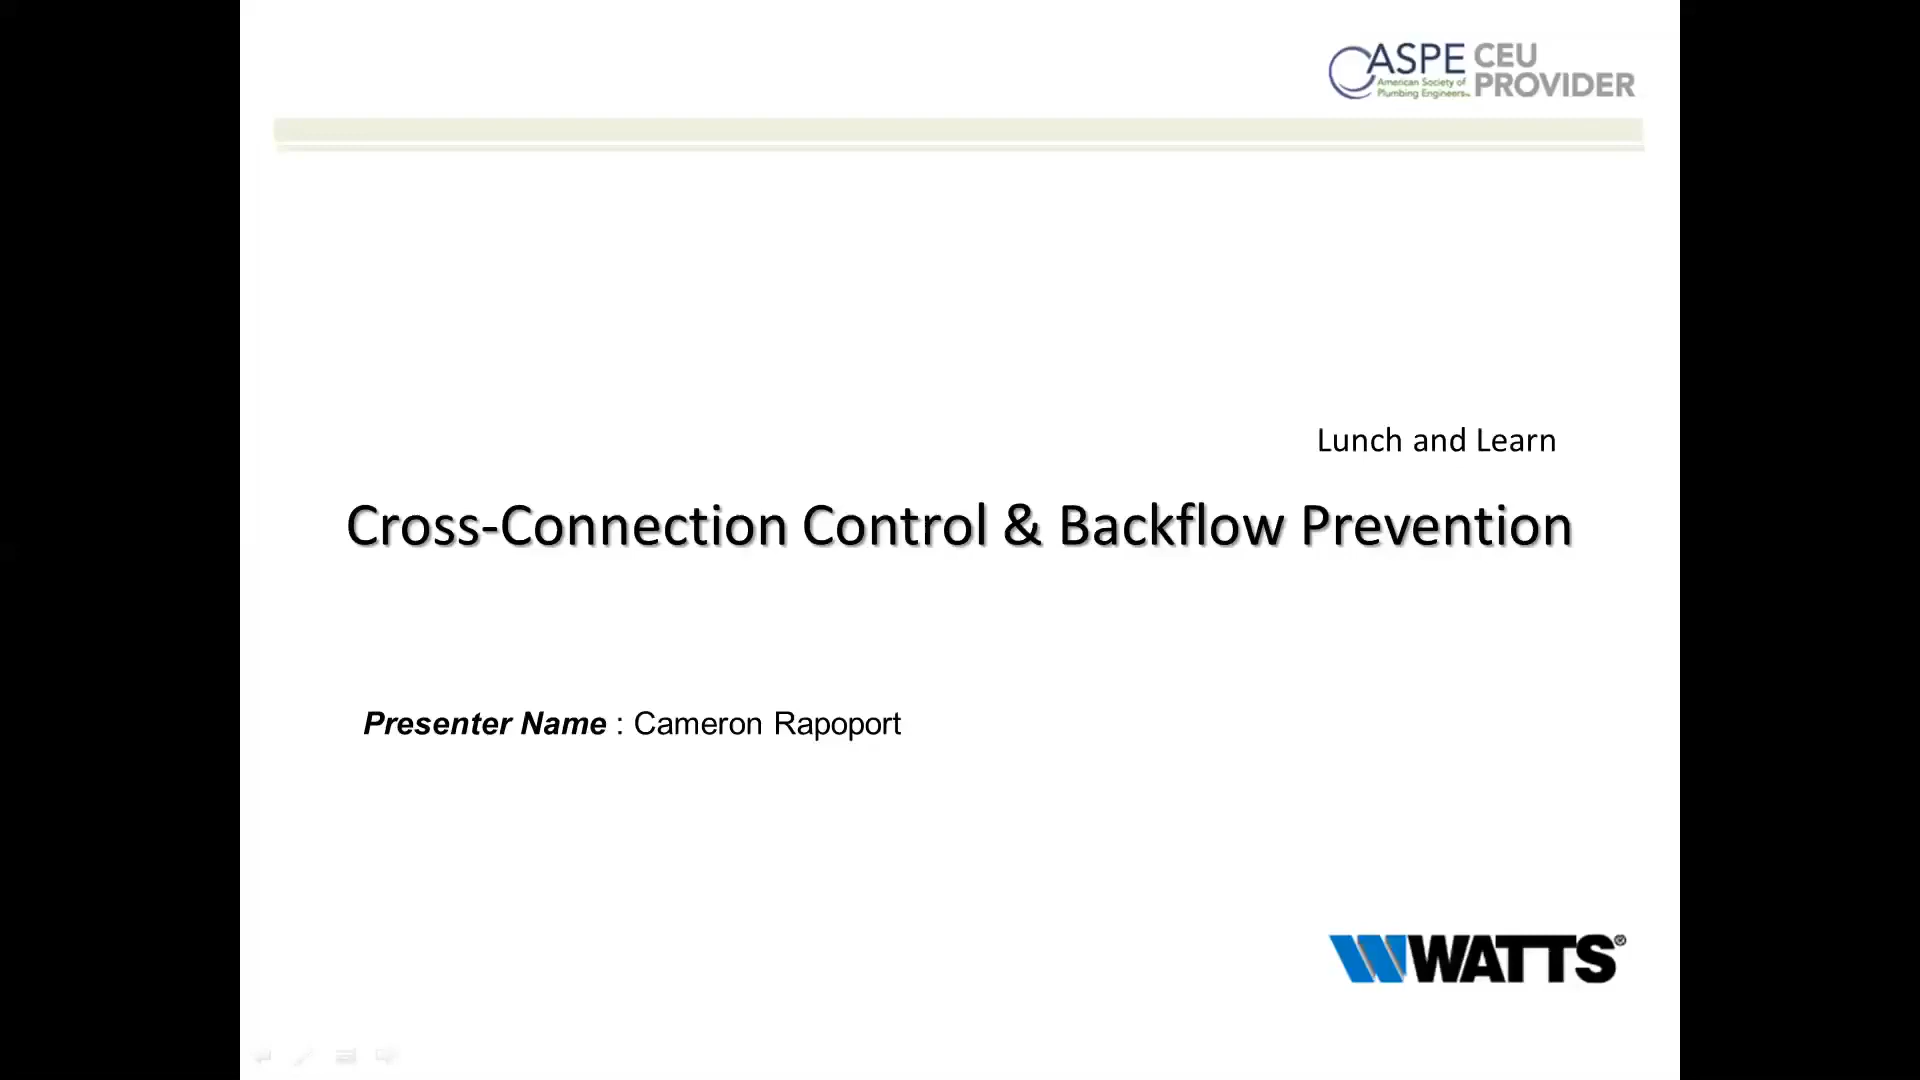 ASPE CEU
American Society of
Plumbing Engineers PROVIDER
Lunch and Learn
Cross-Connection Control & Backflow Prevention
Presenter Name : Cameron Rapoport
WATTS®